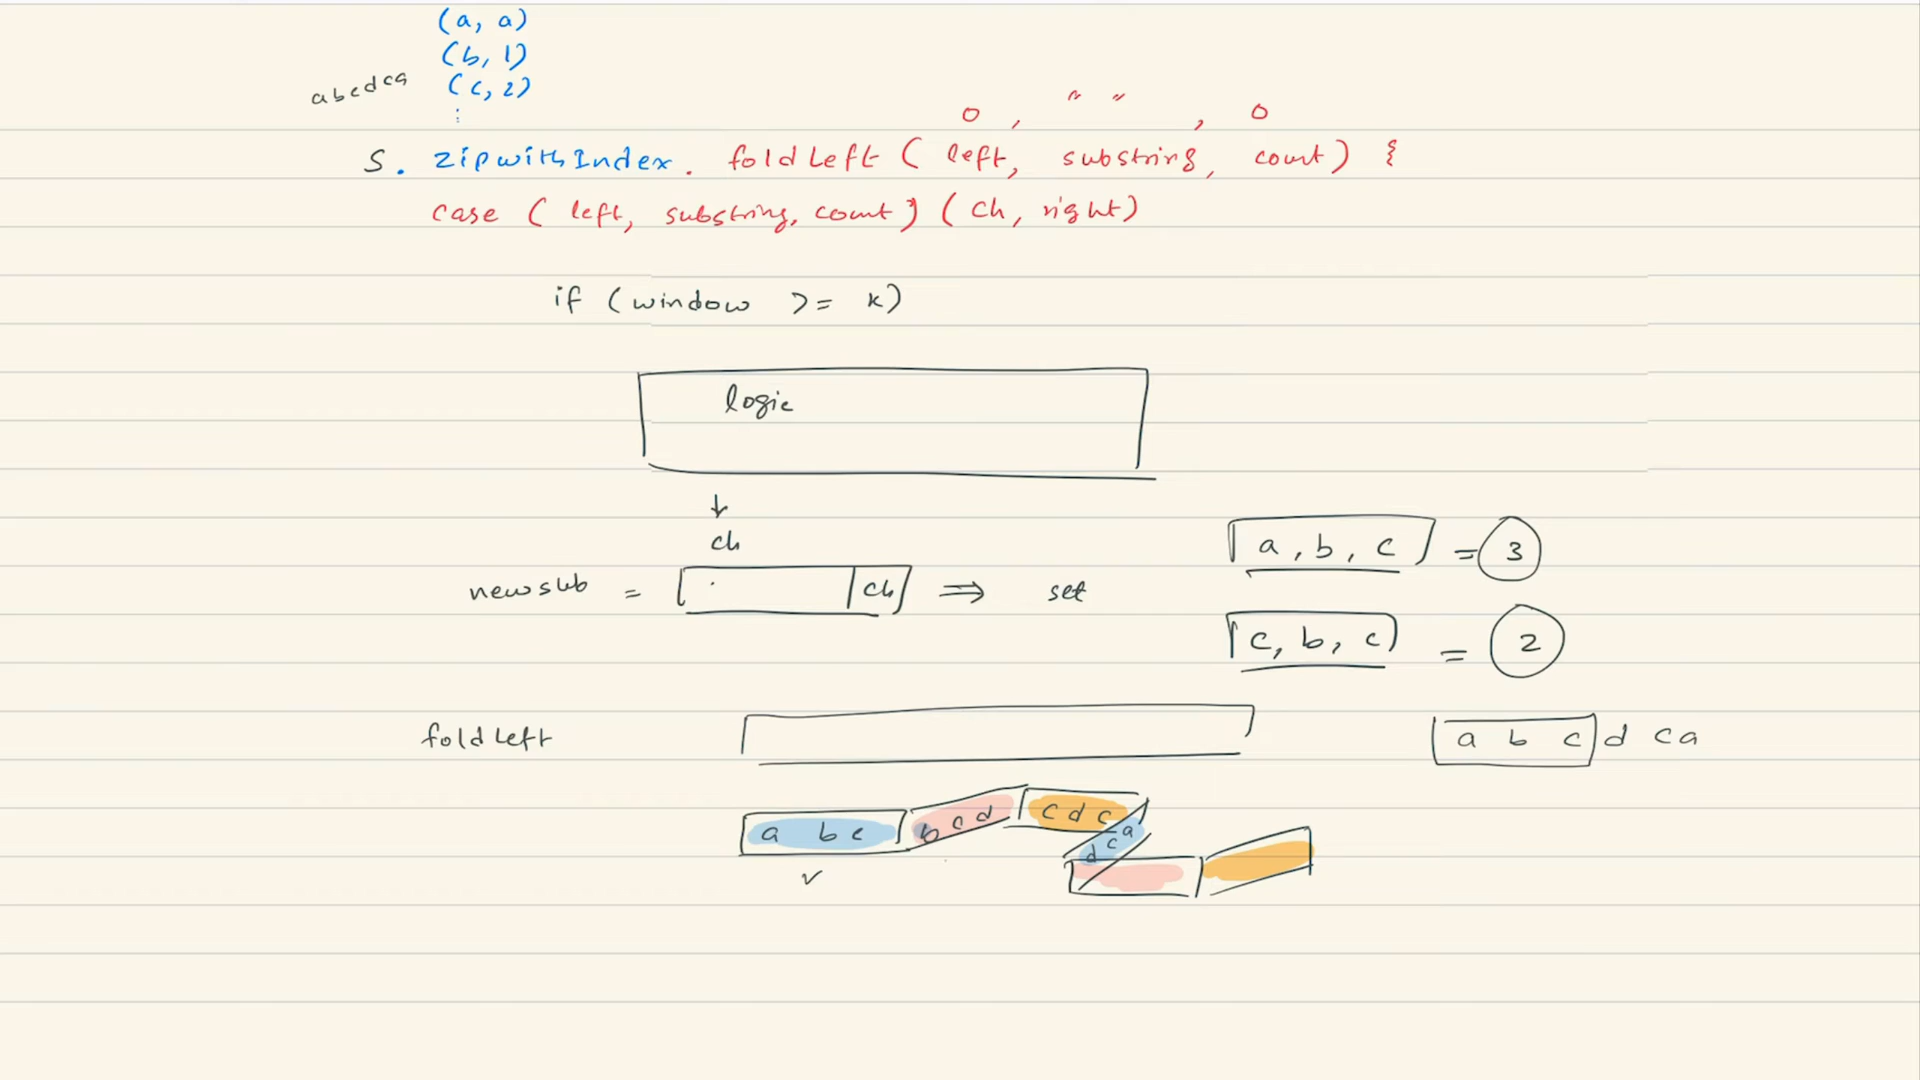 (a, a)
(b, 1)
abcdca (c, 2)
0 , " " , 0
s. zipwithIndex. foldLeft ( left, substring, count) {
case ( left, substring, count) (ch, right)
if (window >= k)
logic
ch
newsub = ch ⇒ set
a, b, c = 3
c, b, c = 2
foldLeft
a b c d ca
a b c b c d c d c
d c a